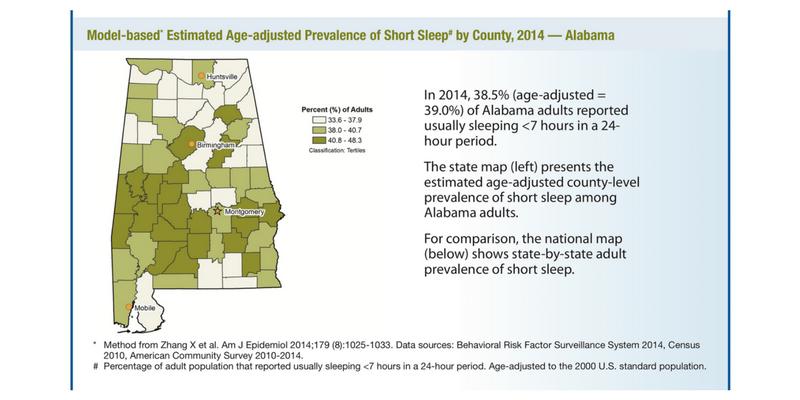 Model-based* Estimated Age-adjusted Prevalence of Short Sleep# by County, 2014 — Alabama
Huntsville
Birmingham
Montgomery
Mobile
Percent (%) of Adults
33.6 - 37.9
38.0 - 40.7
40.8 - 48.3
Classification: Tertiles
In 2014, 38.5% (age-adjusted =
39.0%) of Alabama adults reported
usually sleeping <7 hours in a 24-
hour period.
The state map (left) presents the
estimated age-adjusted county-level
prevalence of short sleep among
Alabama adults.
For comparison, the national map
(below) shows state-by-state adult
prevalence of short sleep.
* Method from Zhang X et al. Am J Epidemiol 2014;179 (8):1025-1033. Data sources: Behavioral Risk Factor Surveillance System 2014, Census
2010, American Community Survey 2010-2014.
# Percentage of adult population that reported usually sleeping <7 hours in a 24-hour period. Age-adjusted to the 2000 U.S. standard population.